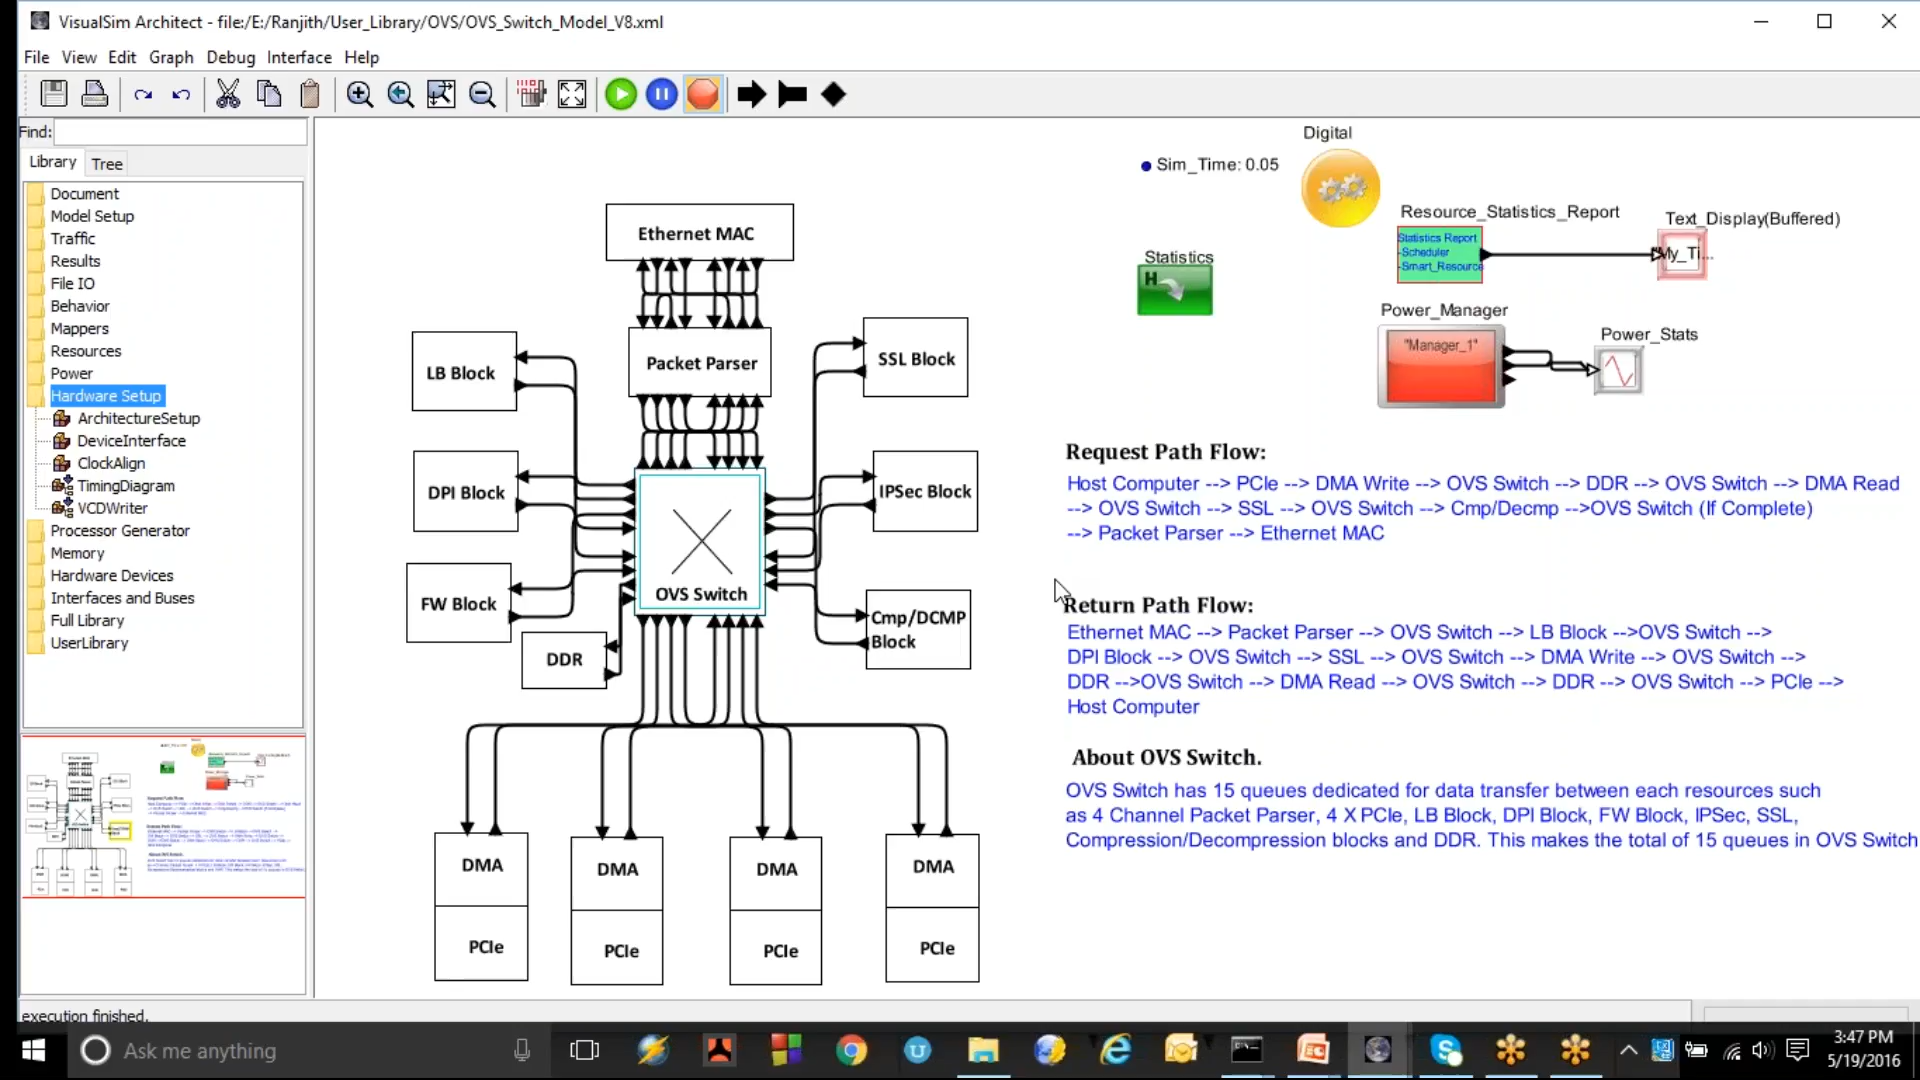 VisualSim Architect - file:/E:/Ranjith/User_Library/OVS/OVS_Switch_Model_V8.xml
File View Edit Graph Debug Interface Help
Find:
Library Tree
Document
Model Setup
Traffic
Results
File IO
Behavior
Mappers
Resources
Power
Hardware Setup
ArchitectureSetup
DeviceInterface
ClockAlign
TimingDiagram
VCDWriter
Processor Generator
Memory
Hardware Devices
Interfaces and Buses
Full Library
UserLibrary
Ethernet MAC
Packet Parser
LB Block
SSL Block
DPI Block
IPSec Block
OVS Switch
FW Block
Cmp/DCMP
Block
DDR
DMA
PCIe
DMA
PCIe
DMA
PCIe
DMA
PCIe
Digital
Sim_Time: 0.05
Resource_Statistics_Report
Statistics Report
-Scheduler
-Smart_Resource
Text_Display(Buffered)
My_Ti...
Statistics
H
Power_Manager
"Manager_1"
Power_Stats
Request Path Flow:
Host Computer --> PCIe --> DMA Write --> OVS Switch --> DDR --> OVS Switch --> DMA Read
--> OVS Switch --> SSL --> OVS Switch --> Cmp/Decmp -->OVS Switch (If Complete)
--> Packet Parser --> Ethernet MAC
Return Path Flow:
Ethernet MAC --> Packet Parser --> OVS Switch --> LB Block -->OVS Switch -->
DPI Block --> OVS Switch --> SSL --> OVS Switch --> DMA Write --> OVS Switch -->
DDR -->OVS Switch --> DMA Read --> OVS Switch --> DDR --> OVS Switch --> PCIe -->
Host Computer
About OVS Switch.
OVS Switch has 15 queues dedicated for data transfer between each resources such
as 4 Channel Packet Parser, 4 X PCIe, LB Block, DPI Block, FW Block, IPSec, SSL,
Compression/Decompression blocks and DDR. This makes the total of 15 queues in OVS Switch
execution finished.
Ask me anything
3:47 PM
5/19/2016